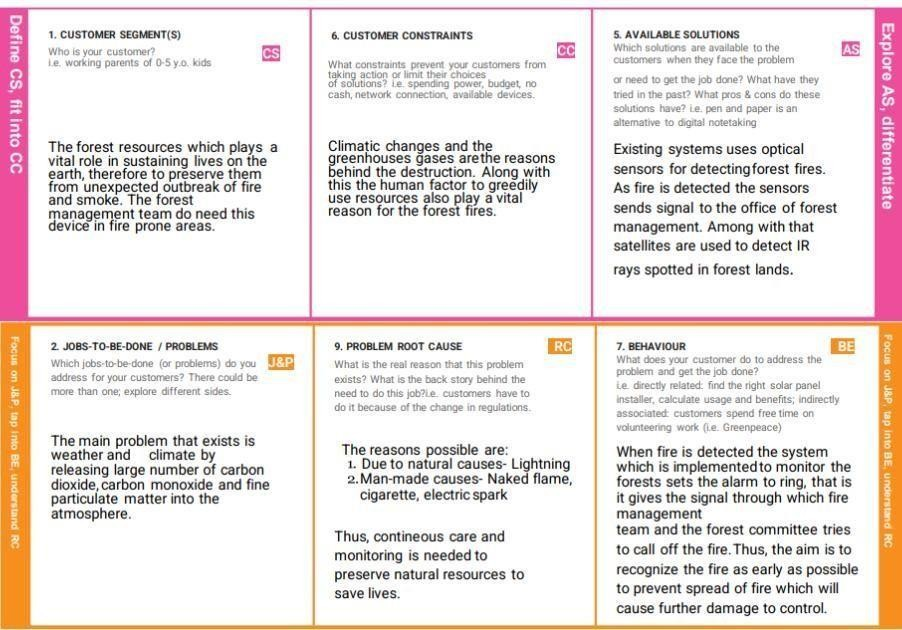 Define CS, fit into CC
1. CUSTOMER SEGMENT(S)
Who is your customer?
i.e. working parents of 0-5 y.o. kids
CS
The forest resources which plays a
vital role in sustaining lives on the
earth, therefore to preserve them
from unexpected outbreak of fire
and smoke. The forest
management team do need this
device in fire prone areas.
6. CUSTOMER CONSTRAINTS
CC
What constraints prevent your customers from
taking action or limit their choices
of solutions? i.e. spending power, budget, no
cash, network connection, available devices.
Climatic changes and the
greenhouses gases arethe reasons
behind the destruction. Along with
this the human factor to greedily
use resources also play a vital
reason for the forest fires.
5. AVAILABLE SOLUTIONS
Which solutions are available to the
customers when they face the problem
AS
or need to get the job done? What have they
tried in the past? What pros & cons do these
solutions have? i.e. pen and paper is an
alternative to digital notetaking
Existing systems uses optical
sensors for detectingforest fires.
As fire is detected the sensors
sends signal to the office of forest
management. Among with that
satellites are used to detect IR
rays spotted in forest lands.
Explore AS, differentiate
Focus on J&P, tap into BE, understand RC
2. JOBS-TO-BE-DONE / PROBLEMS
Which jobs-to-be-done (or problems) do you
address for your customers? There could be
more than one; explore different sides.
J&P
The main problem that exists is
weather and climate by
releasing large number of carbon
dioxide, carbon monoxide and fine
particulate matter into the
atmosphere.
9. PROBLEM ROOT CAUSE
RC
What is the real reason that this problem
exists? What is the back story behind the
need to do this job?i.e. customers have to
do it because of the change in regulations.
The reasons possible are:
1. Due to natural causes- Lightning
2.Man-made causes- Naked flame,
cigarette, electric spark
Thus, contineous care and
monitoring is needed to
preserve natural resources to
save lives.
7. BEHAVIOUR
BE
What does your customer do to address the
problem and get the job done?
i.e. directly related: find the right solar panel
installer, calculate usage and benefits; indirectly
associated: customers spend free time on
volunteering work (i.e. Greenpeace)
When fire is detected the system
which is implemented to monitor the
forests sets the alarm to ring, that is
it gives the signal through which fire
management
team and the forest committee tries
to call off the fire. Thus, the aim is to
recognize the fire as early as possible
to prevent spread of fire which will
cause further damage to control.
Focus on J&P, tap into BE, understand RC